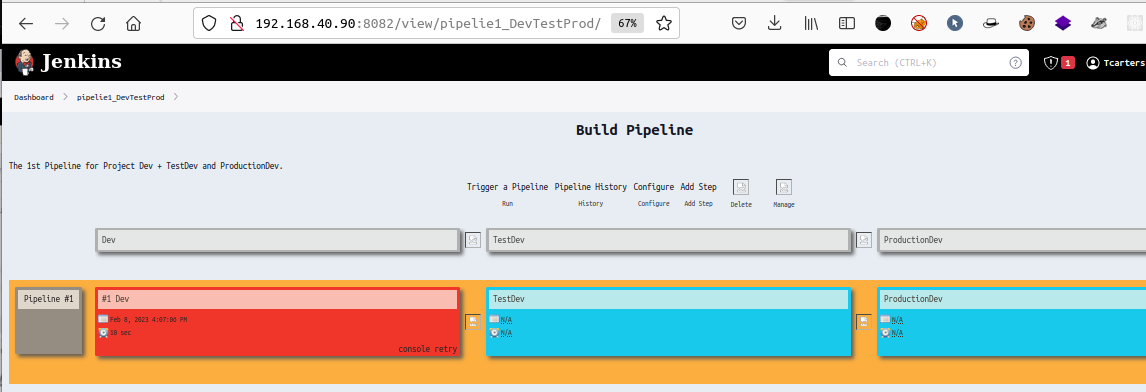 192.168.40.90:8082/view/pipelie1_DevTestProd/ 67%
Jenkins Search (CTRL+K) 1 Tcarters
Dashboard pipelie1_DevTestProd
Build Pipeline
The 1st Pipeline for Project Dev + TestDev and ProductionDev.
Trigger a Pipeline Pipeline History Configure Add Step
Run History Configure Add Step Delete Manage
Dev TestDev ProductionDev
Pipeline #1 #1 Dev TestDev ProductionDev
Feb 8, 2023 4:07:06 PM N/A N/A
10 sec N/A N/A
console retry